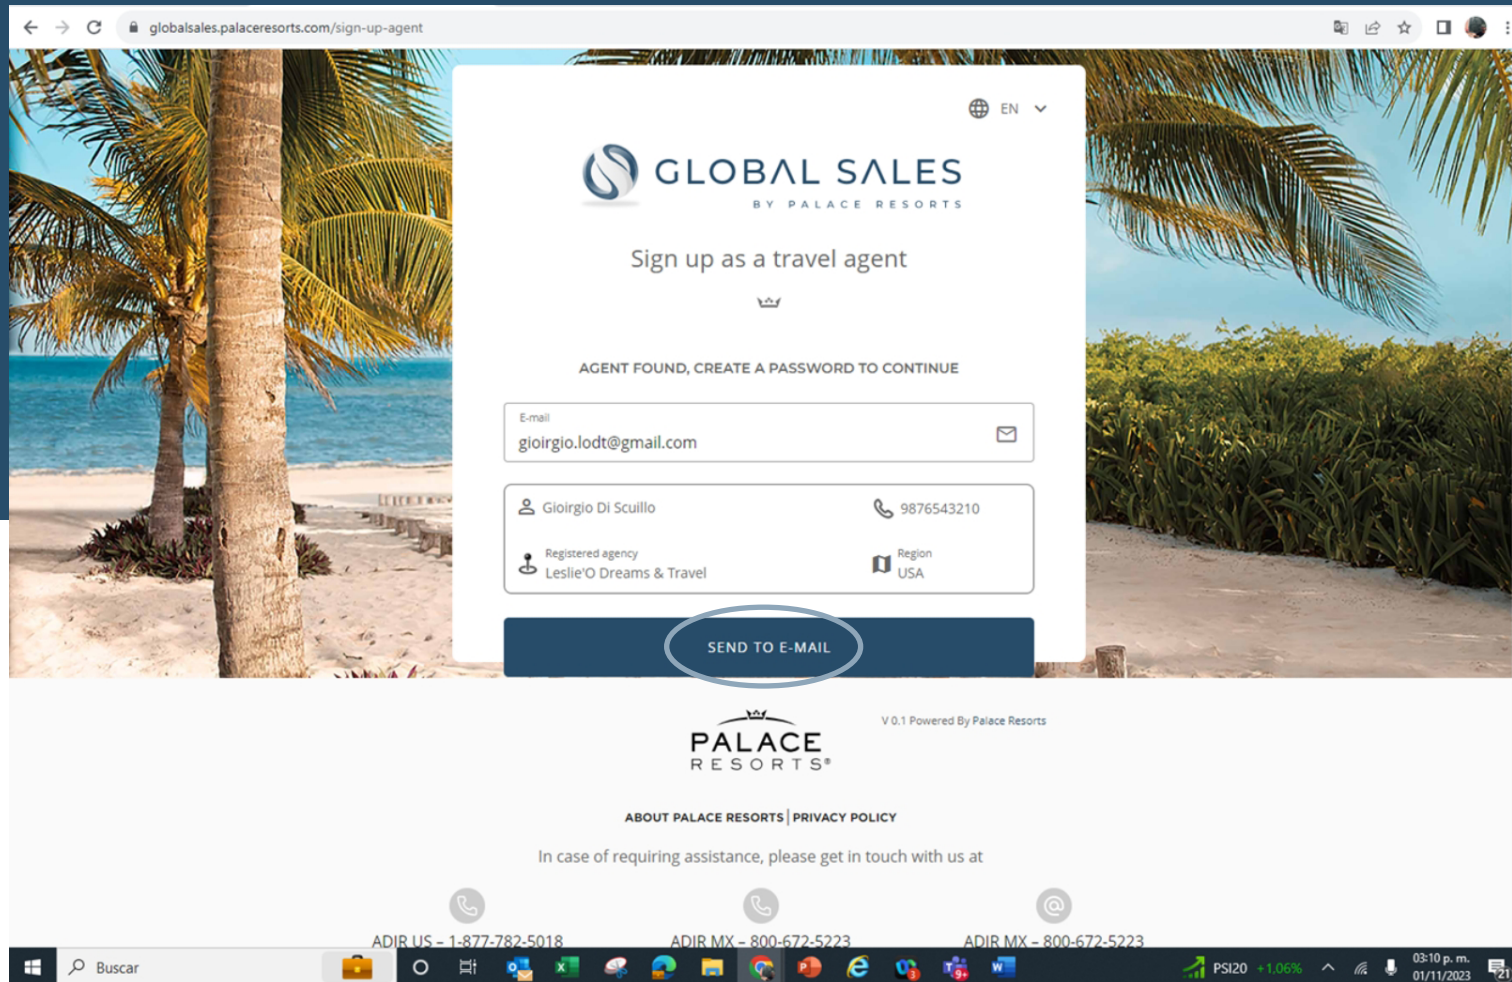 globalsales.palaceresorts.com/sign-up-agent
EN
GLOBAL SALES
BY PALACE RESORTS
Sign up as a travel agent
AGENT FOUND, CREATE A PASSWORD TO CONTINUE
E-mail
gioirgio.lodt@gmail.com
Gioirgio Di Scuillo
9876543210
Registered agency
Leslie'O Dreams & Travel
Region
USA
SEND TO E-MAIL
PALACE
RESORTS®
V 0.1 Powered By Palace Resorts
ABOUT PALACE RESORTS | PRIVACY POLICY
In case of requiring assistance, please get in touch with us at
ADIR US – 1-877-782-5018
ADIR MX – 800-672-5223
ADIR MX – 800-672-5223
Buscar
PSI20 +1,06%
03:10 p. m.
01/11/2023
21